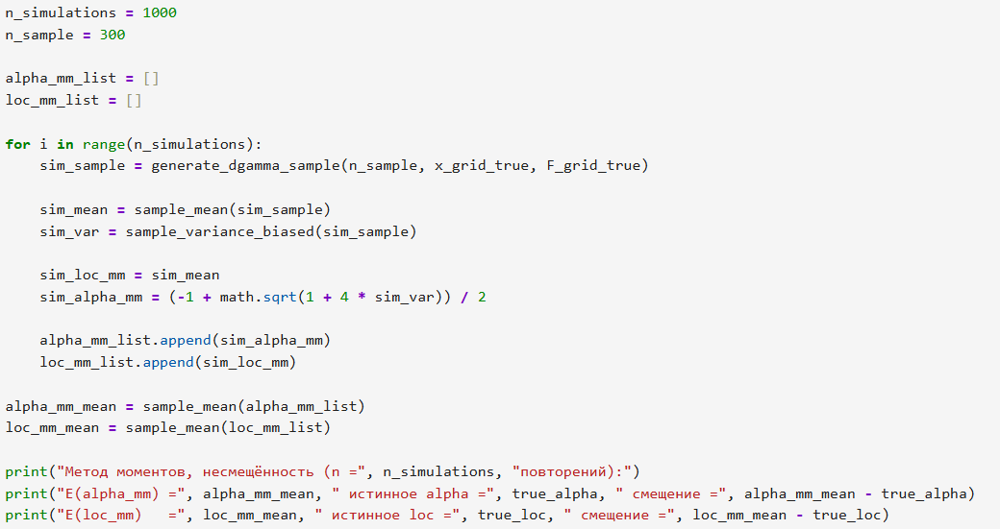 n_simulations = 1000
n_sample = 300
alpha_mm_list = []
loc_mm_list = []
for i in range(n_simulations):
    sim_sample = generate_dgamma_sample(n_sample, x_grid_true, F_grid_true)
    sim_mean = sample_mean(sim_sample)
    sim_var = sample_variance_biased(sim_sample)
    sim_loc_mm = sim_mean
    sim_alpha_mm = (-1 + math.sqrt(1 + 4 * sim_var)) / 2
    alpha_mm_list.append(sim_alpha_mm)
    loc_mm_list.append(sim_loc_mm)
alpha_mm_mean = sample_mean(alpha_mm_list)
loc_mm_mean = sample_mean(loc_mm_list)
print("Метод моментов, несмещённость (n =", n_simulations, "повторений):")
print("E(alpha_mm) =", alpha_mm_mean, " истинное alpha =", true_alpha, " смещение =", alpha_mm_mean - true_alpha)
print("E(loc_mm)   =", loc_mm_mean, " истинное loc =", true_loc, " смещение =", loc_mm_mean - true_loc)